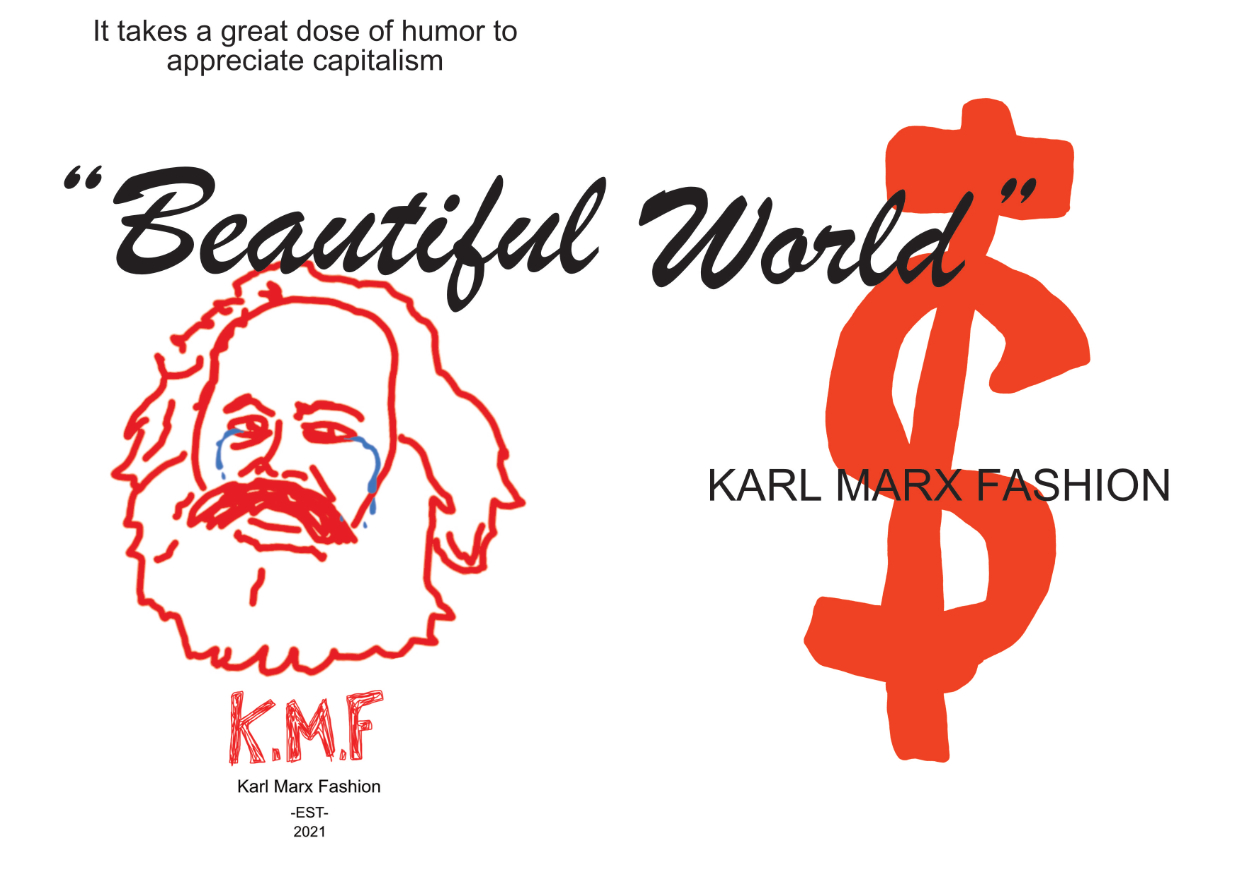 It takes a great dose of humor to
appreciate capitalism
“Beautiful World”
KARL MARX FASHION
K.M.F
Karl Marx Fashion
-EST-
2021